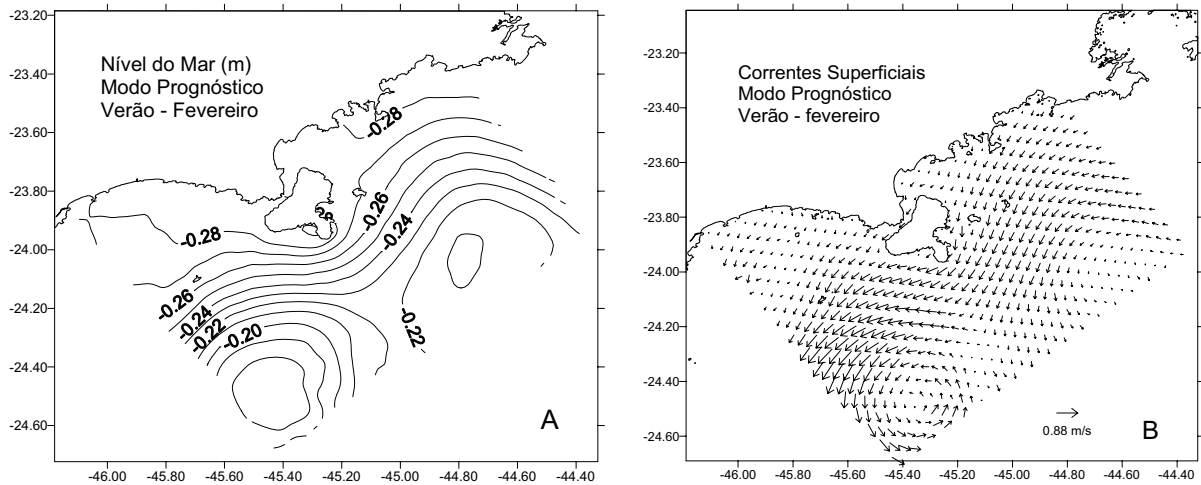 -23.20
-23.40
-23.60
-23.80
-24.00
-24.20
-24.40
-24.60
Nível do Mar (m)
Modo Prognóstico
Verão - Fevereiro
-0.28
-0.26
-0.24
-0.28
-0.26
-0.24
-0.22
-0.20
-0.22
A
-46.00 -45.80 -45.60 -45.40 -45.20 -45.00 -44.80 -44.60 -44.40
-23.20
-23.40
-23.60
-23.80
-24.00
-24.20
-24.40
-24.60
Correntes Superficiais
Modo Prognóstico
Verão - fevereiro
0.88 m/s
B
-46.00 -45.80 -45.60 -45.40 -45.20 -45.00 -44.80 -44.60 -44.40